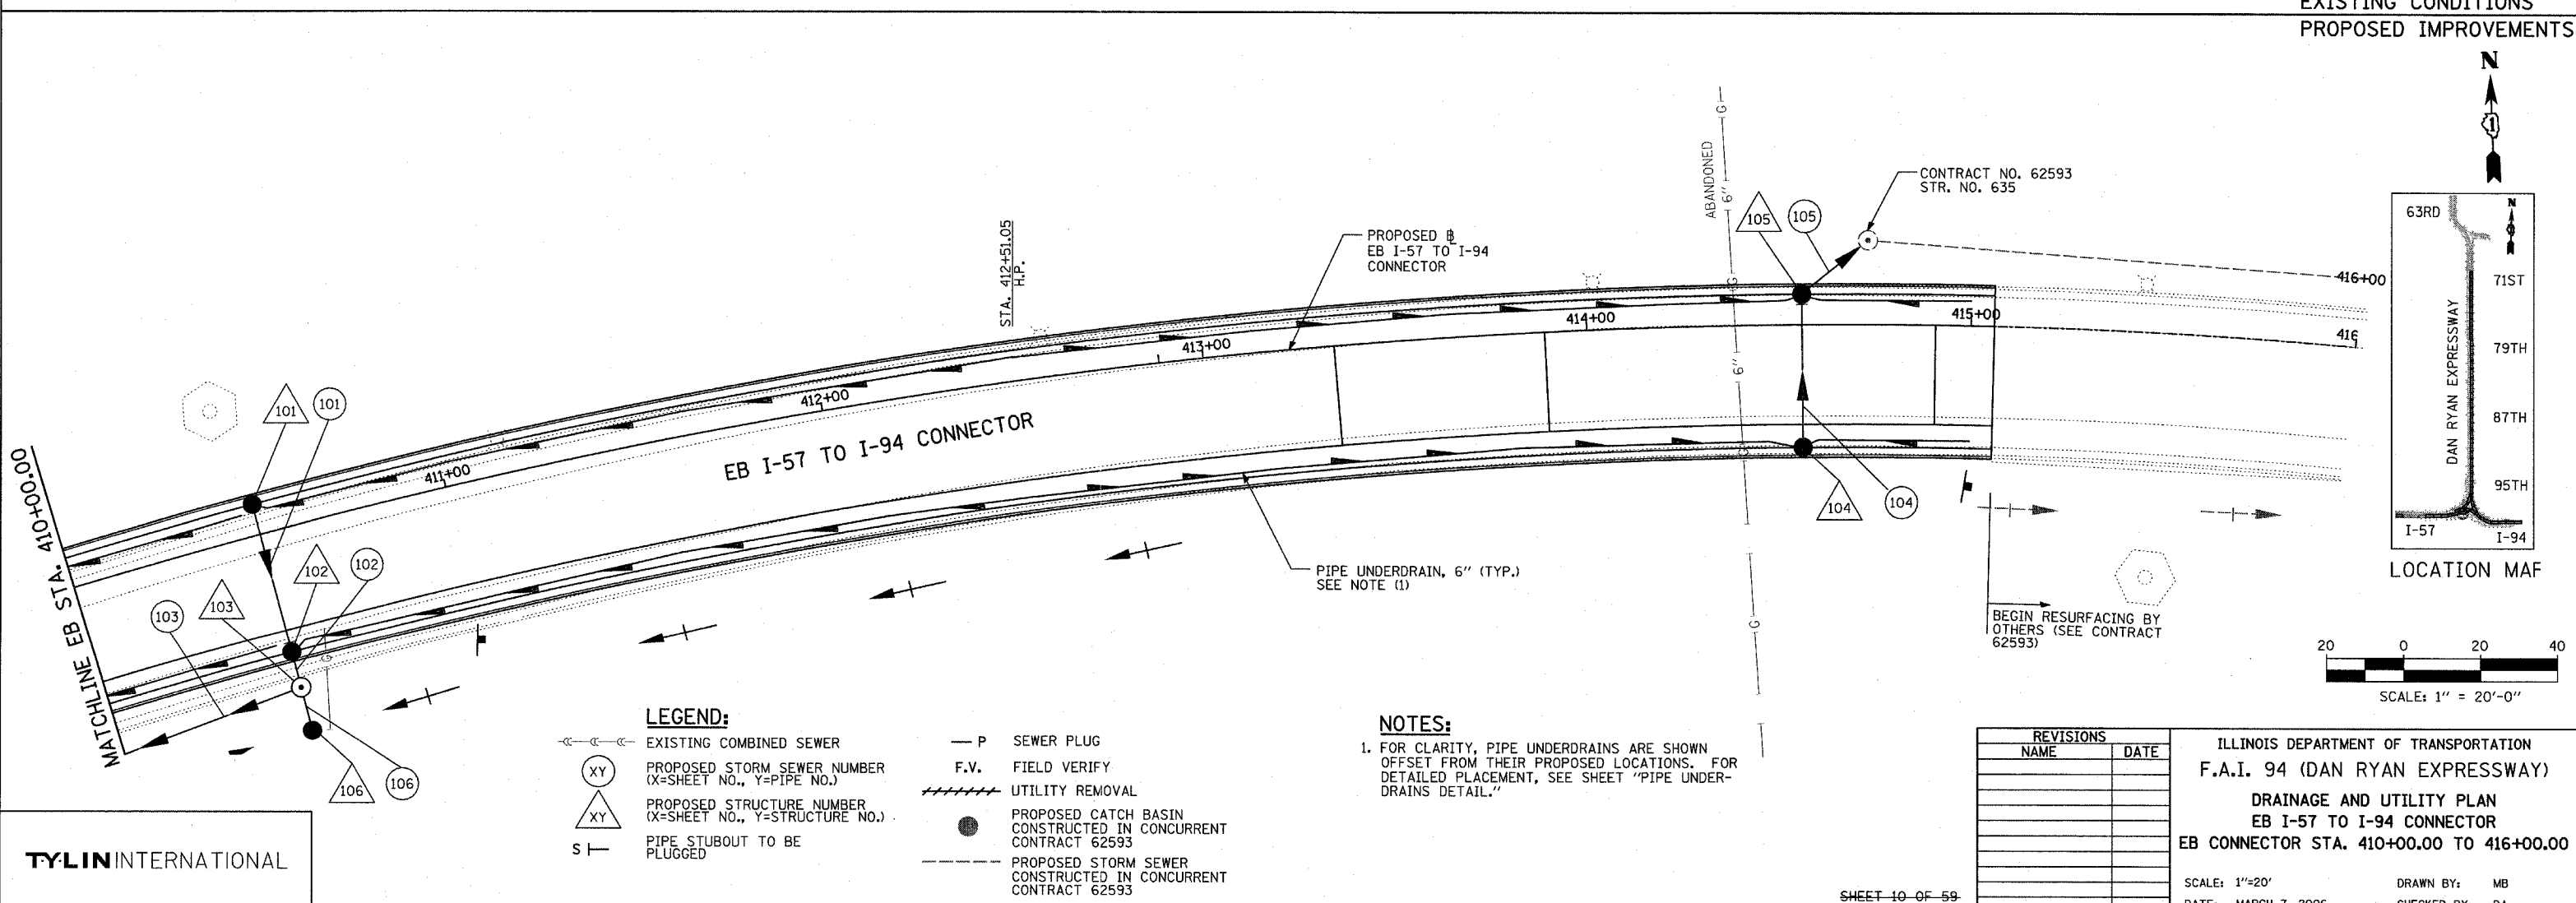 EXISTING CONDITIONS
PROPOSED IMPROVEMENTS
N
ABANDONED
6"
G
CONTRACT NO. 62593
STR. NO. 635
105
105
63RD
N
71ST
79TH
87TH
95TH
DAN RYAN EXPRESSWAY
I-57
I-94
LOCATION MAP
STA. 412+51.05
H.P.
PROPOSED B
EB I-57 TO I-94
CONNECTOR
416+00
416
415+00
414+00
413+00
412+00
411+00
6"
G
101
101
EB I-57 TO I-94 CONNECTOR
MATCHLINE EB STA. 410+00.00
104
104
102
102
103
103
G
PIPE UNDERDRAIN, 6" (TYP.)
SEE NOTE (1)
G
BEGIN RESURFACING BY
OTHERS (SEE CONTRACT
62593)
106
106
20 0 20 40
SCALE: 1" = 20'-0"
LEGEND:
EXISTING COMBINED SEWER
XY
PROPOSED STORM SEWER NUMBER
(X=SHEET NO., Y=PIPE NO.)
XY
PROPOSED STRUCTURE NUMBER
(X=SHEET NO., Y=STRUCTURE NO.)
S
PIPE STUBOUT TO BE
PLUGGED
P SEWER PLUG
F.V. FIELD VERIFY
UTILITY REMOVAL
PROPOSED CATCH BASIN
CONSTRUCTED IN CONCURRENT
CONTRACT 62593
PROPOSED STORM SEWER
CONSTRUCTED IN CONCURRENT
CONTRACT 62593
NOTES:
1. FOR CLARITY, PIPE UNDERDRAINS ARE SHOWN
OFFSET FROM THEIR PROPOSED LOCATIONS. FOR
DETAILED PLACEMENT, SEE SHEET "PIPE UNDER-
DRAINS DETAIL."
TYLININTERNATIONAL
SHEET 10 OF 59
REVISIONS
NAME DATE
ILLINOIS DEPARTMENT OF TRANSPORTATION
F.A.I. 94 (DAN RYAN EXPRESSWAY)
DRAINAGE AND UTILITY PLAN
EB I-57 TO I-94 CONNECTOR
EB CONNECTOR STA. 410+00.00 TO 416+00.00
SCALE: 1"=20' DRAWN BY: MB
DATE: MARCH 3, 2006 CHECKED BY: